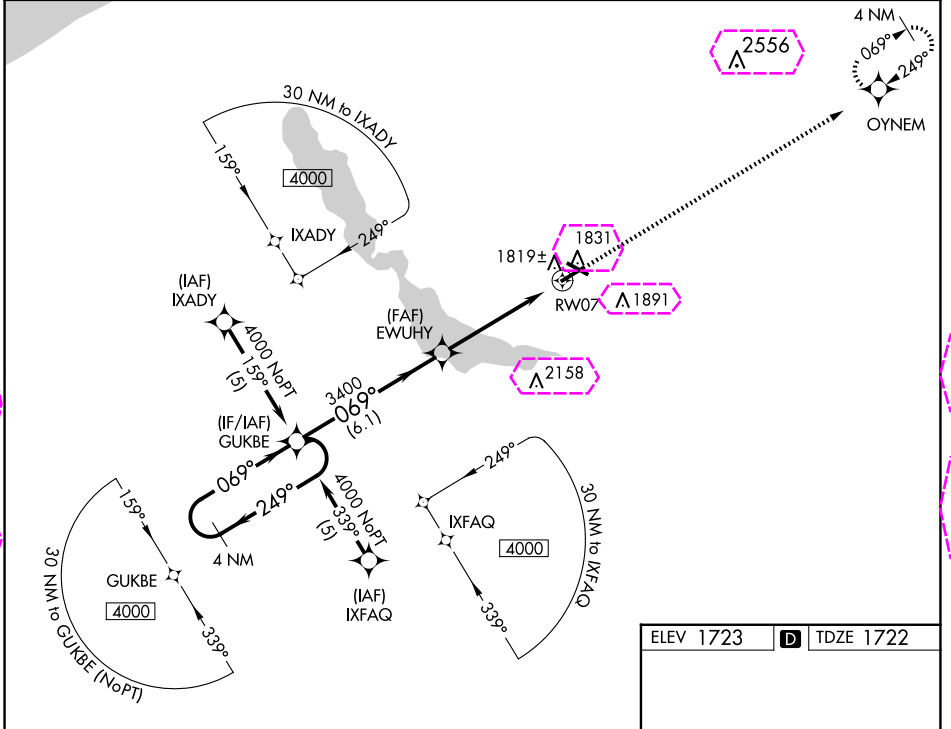 4 NM
069°
249°
OYNEM
2556
30 NM to IXADY
159°
4000
249°
IXADY
1831
1819±
RW07
1891
(IAF)
IXADY
4000 NoPT
159°
(5)
(FAF)
EWUHY
2158
3400
069°
(6.1)
(IF/IAF)
GUKBE
069°
249°
4 NM
4000 NoPT
339°
(5)
(IAF)
IXFAQ
249°
30 NM to IXFAQ
IXFAQ
4000
339°
159°
GUKBE
4000
339°
30 NM to GUKBE (NoPT)
ELEV 1723 D TDZE 1722